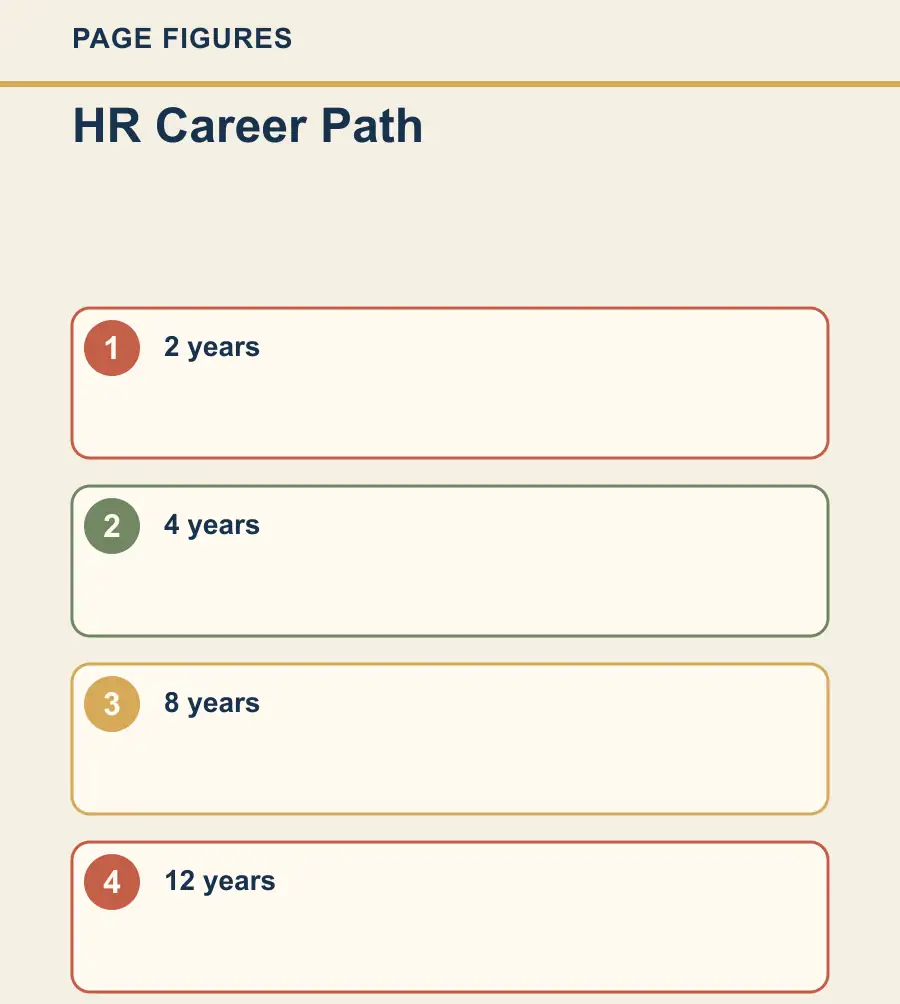 PAGE FIGURES
HR Career Path
1 2 years
2 4 years
3 8 years
4 12 years